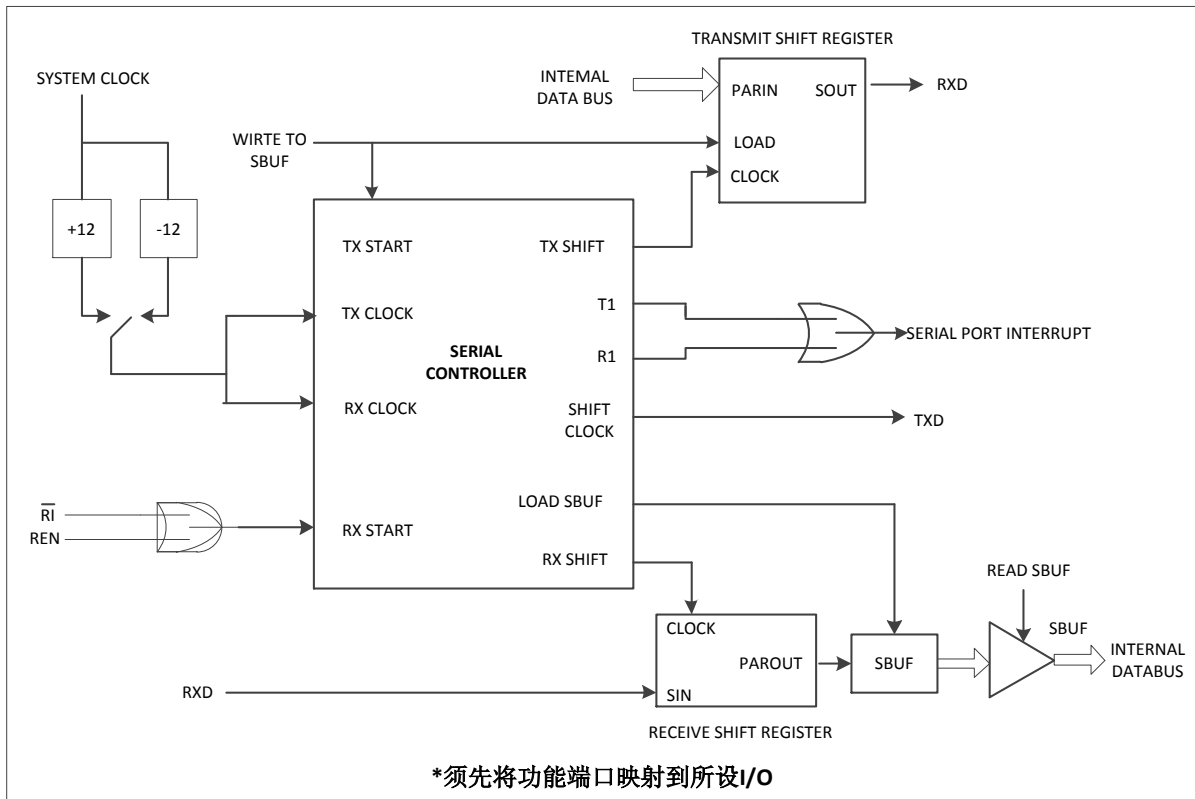 TRANSMIT SHIFT REGISTER
SYSTEM CLOCK
INTEMAL
DATA BUS
PARIN
SOUT
RXD
WIRTE TO
SBUF
LOAD
CLOCK
+12
-12
TX START
TX SHIFT
TX CLOCK
T1
SERIAL PORT INTERRUPT
SERIAL
CONTROLLER
R1
RX CLOCK
SHIFT
CLOCK
TXD
LOAD SBUF
R̅I̅
REN
RX START
RX SHIFT
READ SBUF
CLOCK
PAROUT
SBUF
SBUF
INTERNAL
DATABUS
RXD
SIN
RECEIVE SHIFT REGISTER
*须先将功能端口映射到所设I/O